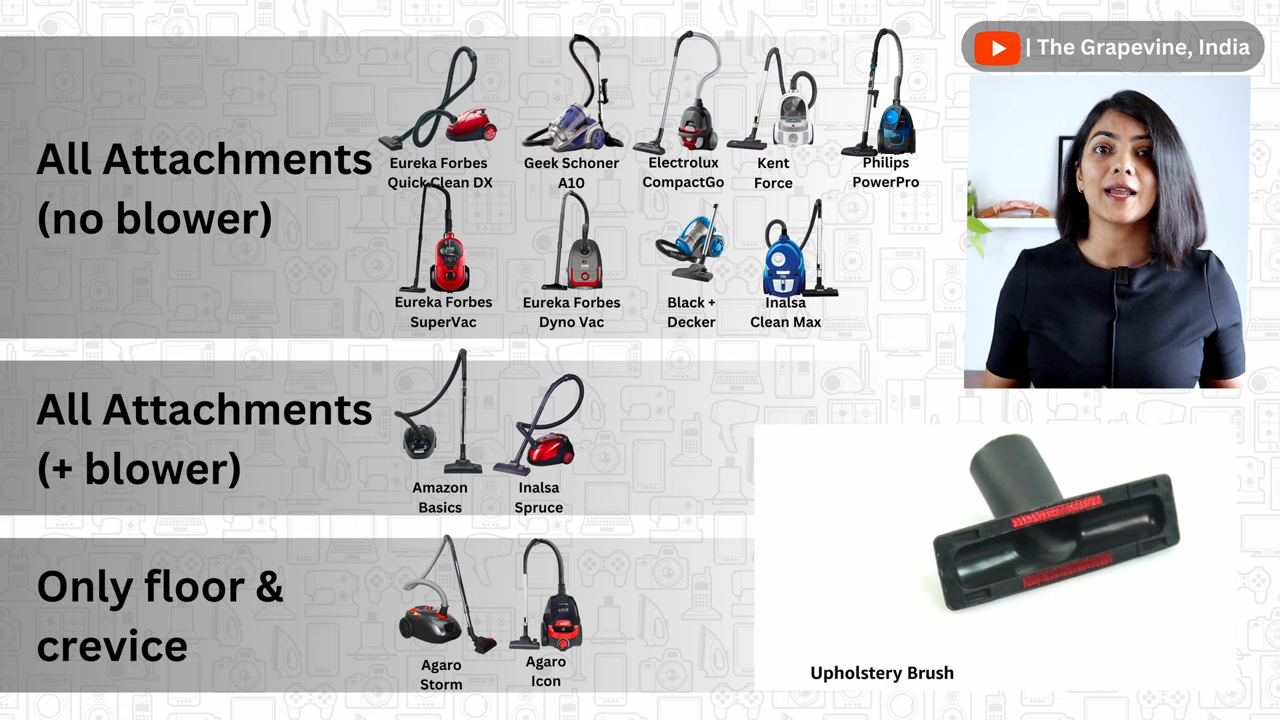 | The Grapevine, India
All Attachments
(no blower)
Eureka Forbes
Quick Clean DX
Geek Schoner
A10
Electrolux
CompactGo
Kent
Force
Philips
PowerPro
Eureka Forbes
SuperVac
Eureka Forbes
Dyno Vac
Black +
Decker
Inalsa
Clean Max
All Attachments
(+ blower)
Amazon
Basics
Inalsa
Spruce
Only floor &
crevice
Agaro
Storm
Agaro
Icon
Upholstery Brush